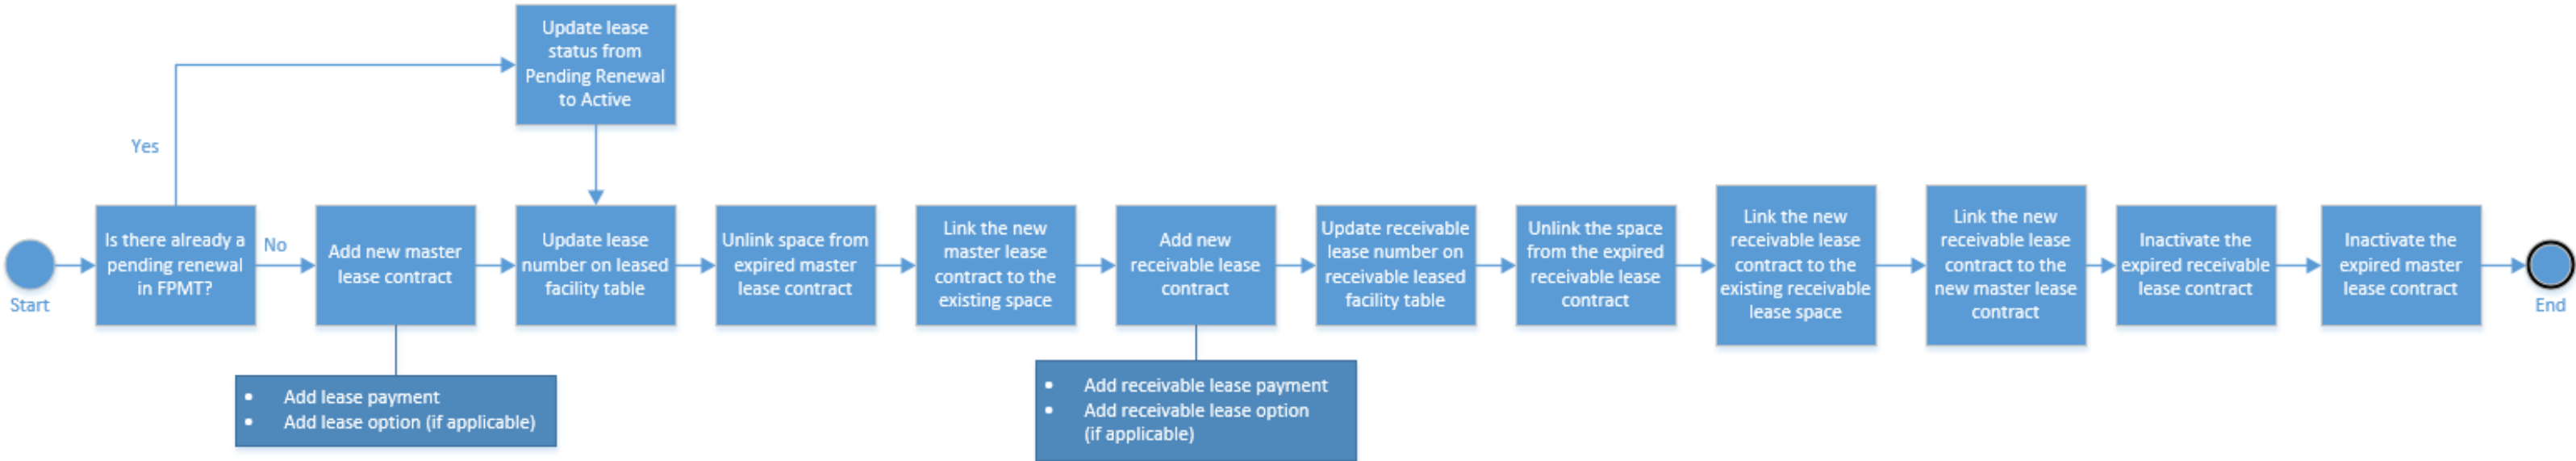 Update lease
status from
Pending Renewal
to Active
Yes
Start
Is there already a
pending renewal
in FPMT?
No
Add new master
lease contract
Update lease
number on leased
facility table
Unlink space from
expired master
lease contract
Link the new
master lease
contract to the
existing space
Add new
receivable lease
contract
Update receivable
lease number on
receivable leased
facility table
Unlink the space
from the expired
receivable lease
contract
Link the new
receivable lease
contract to the
existing receivable
lease space
Link the new
receivable lease
contract to the
new master lease
contract
Inactivate the
expired receivable
lease contract
Inactivate the
expired master
lease contract
End
• Add lease payment
• Add lease option (if applicable)
• Add receivable lease payment
• Add receivable lease option
(if applicable)